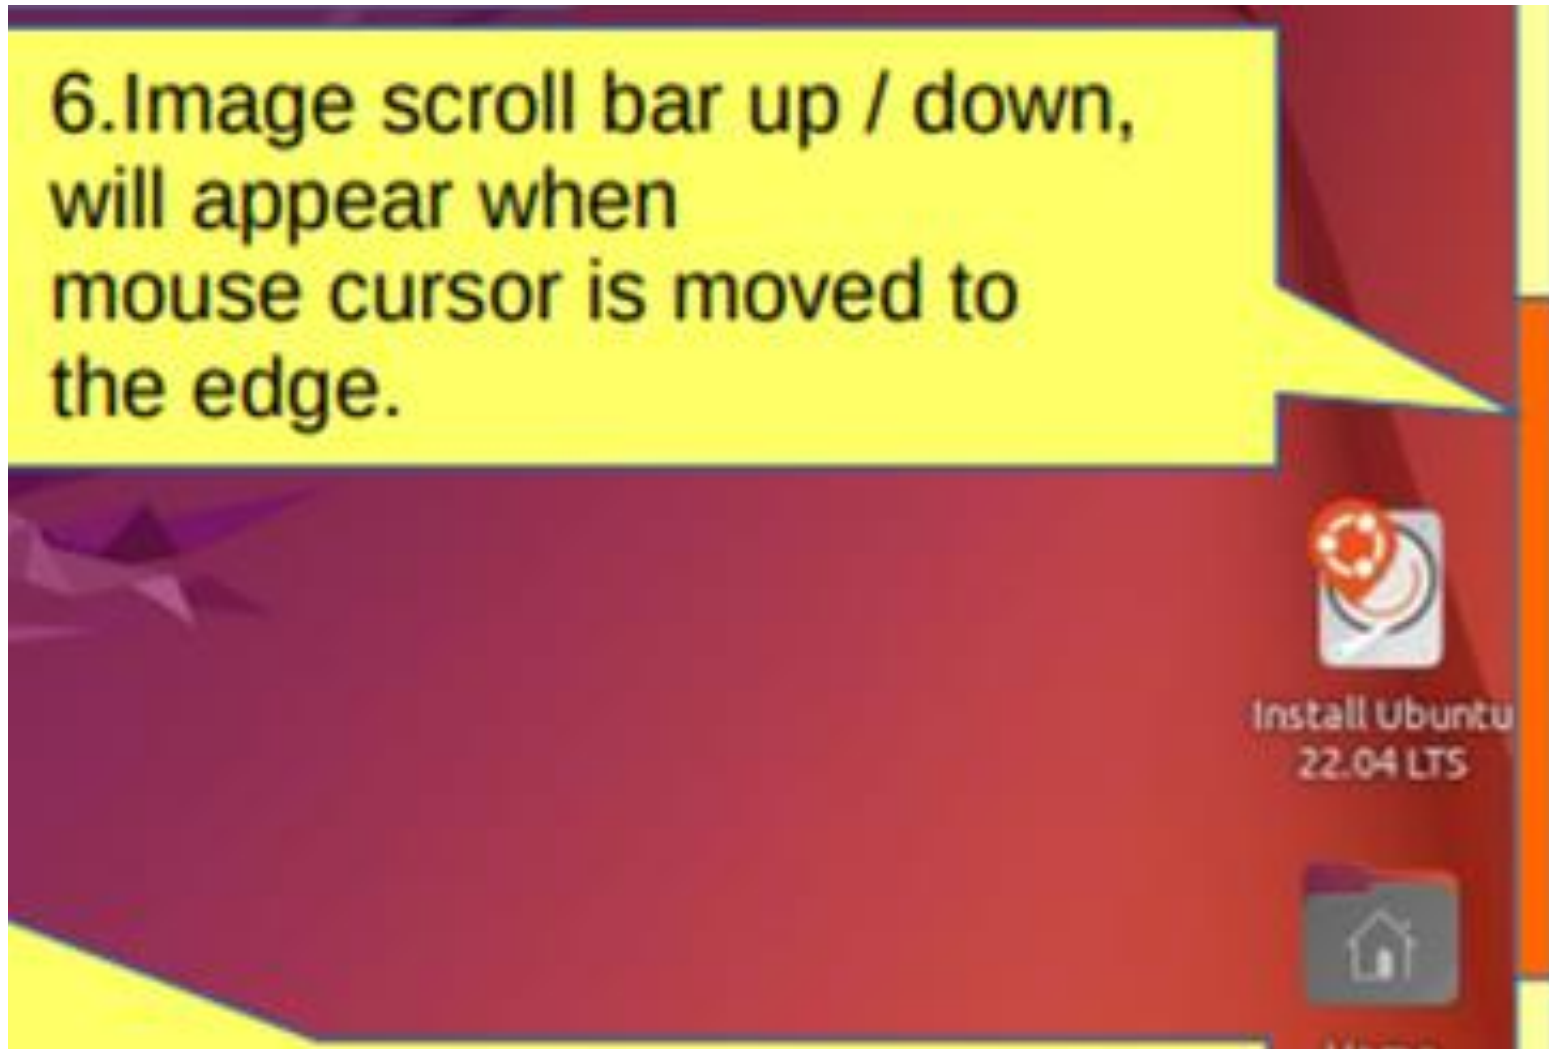 6.Image scroll bar up / down,
will appear when
mouse cursor is moved to
the edge.
Install Ubuntu
22.04 LTS